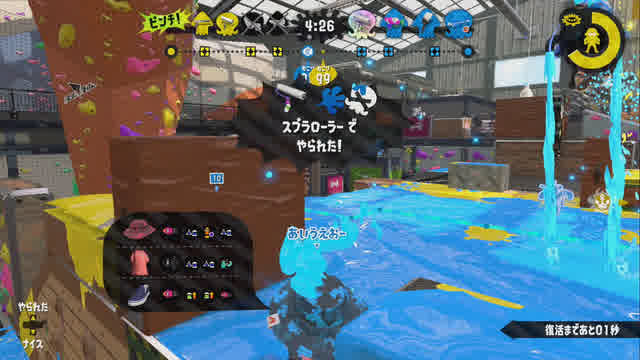 ピンチ!
4:26
99
スプラローラー で
やられた!
10
あいうえおー
やられた
ナイス
復活まであと01秒